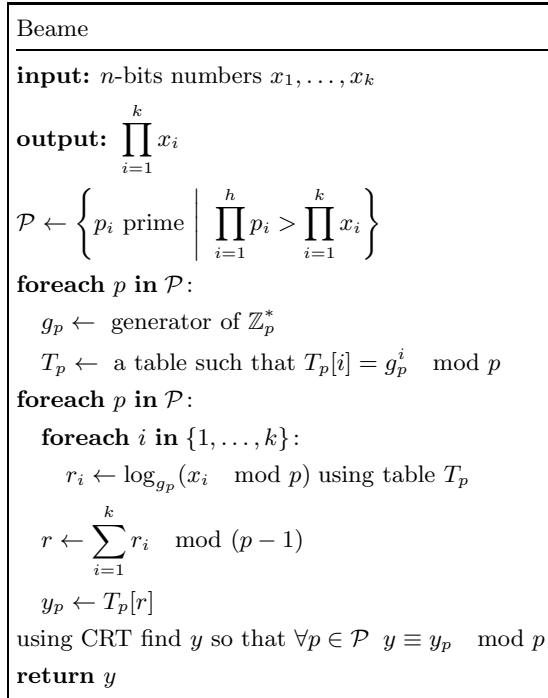 Beame
input: n-bits numbers x_1, …, x_k
output: ∏_{i=1}^{k} x_i
𝒫 ← { p_i prime | ∏_{i=1}^{h} p_i > ∏_{i=1}^{k} x_i }
foreach p in 𝒫:
g_p ← generator of ℤ_p^*
T_p ← a table such that T_p[i] = g_p^i mod p
foreach p in 𝒫:
foreach i in {1, …, k}:
r_i ← log_{g_p}(x_i mod p) using table T_p
r ← ∑_{i=1}^{k} r_i mod (p − 1)
y_p ← T_p[r]
using CRT find y so that ∀p ∈ 𝒫 y ≡ y_p mod p
return y